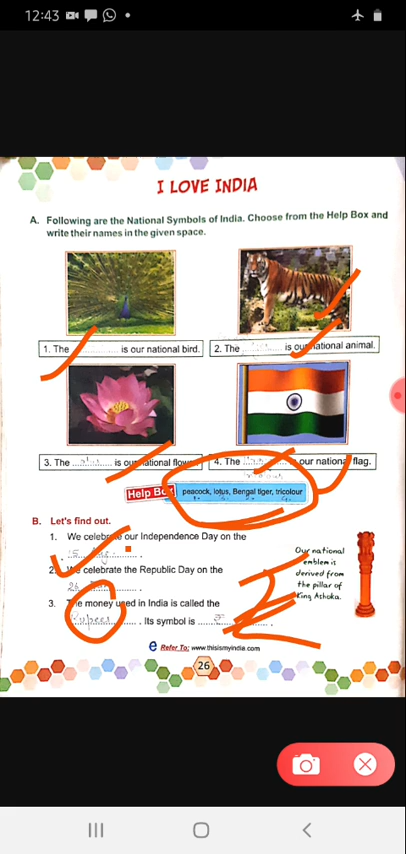 12:43
I LOVE INDIA
A. Following are the National Symbols of India. Choose from the Help Box and
write their names in the given space.
1. The .............. is our national bird. 2. The .............. is our national animal.
3. The .............. is our national flower. 4. The .............. is our national flag.
Help Box peacock, lotus, Bengal tiger, tricolour
B. Let's find out.
1. We celebrate our Independence Day on the
15
2. We celebrate the Republic Day on the
26
3. The money used in India is called the
Rupees ...... . Its symbol is ..... ₹ ........ .
Our national
emblem is
derived from
the pillar of
King Ashoka.
e Refer To: www.thisismyindia.com
26